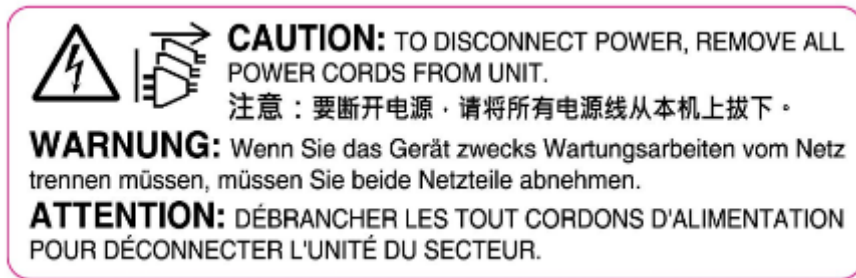 CAUTION: TO DISCONNECT POWER, REMOVE ALL
POWER CORDS FROM UNIT.
注意：要断开电源，请将所有电源线从本机上拔下。
WARNUNG: Wenn Sie das Gerät zwecks Wartungsarbeiten vom Netz
trennen müssen, müssen Sie beide Netzteile abnehmen.
ATTENTION: DÉBRANCHER LES TOUT CORDONS D'ALIMENTATION
POUR DÉCONNECTER L'UNITÉ DU SECTEUR.